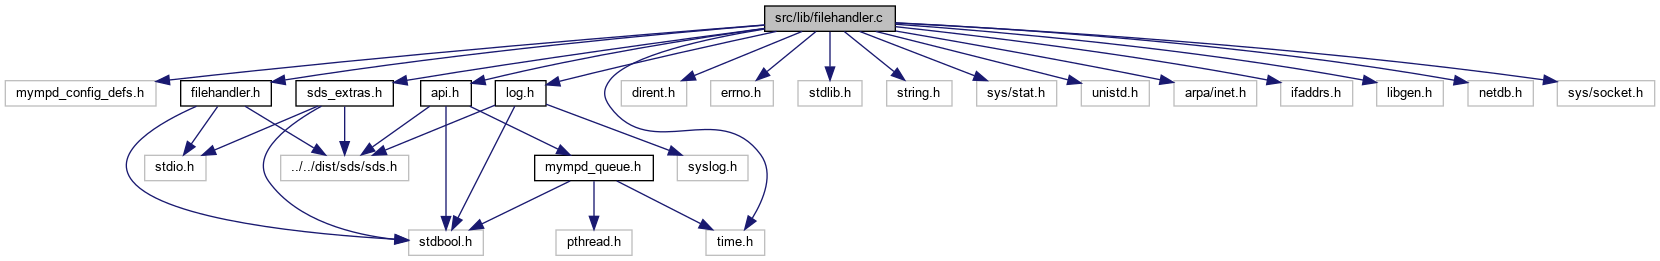 src/lib/filehandler.c
mympd_config_defs.h
filehandler.h
sds_extras.h
api.h
log.h
dirent.h
errno.h
stdlib.h
string.h
sys/stat.h
unistd.h
arpa/inet.h
ifaddrs.h
libgen.h
netdb.h
sys/socket.h
stdio.h
../../dist/sds/sds.h
mympd_queue.h
syslog.h
stdbool.h
pthread.h
time.h